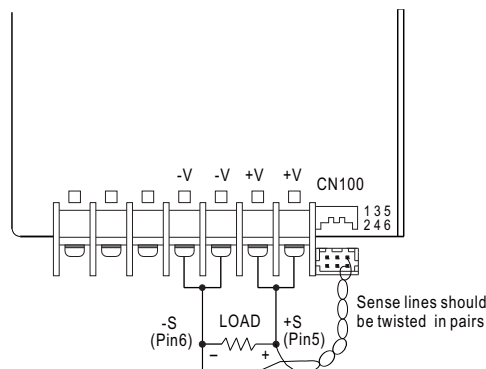 -V -V +V +V
CN100
1 3 5
2 4 6
Sense lines should
be twisted in pairs
-S LOAD +S
(Pin6) (Pin5)
– +